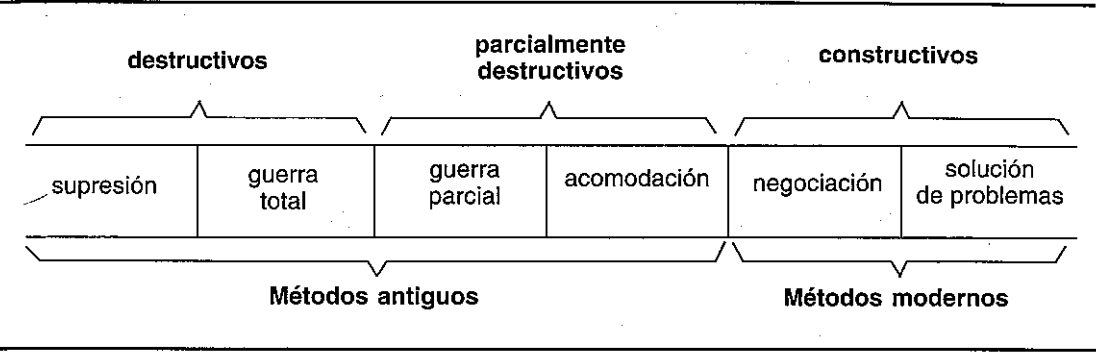 destructivos
parcialmente
destructivos
constructivos
supresión
guerra
total
guerra
parcial
acomodación
negociación
solución
de problemas
Métodos antiguos
Métodos modernos